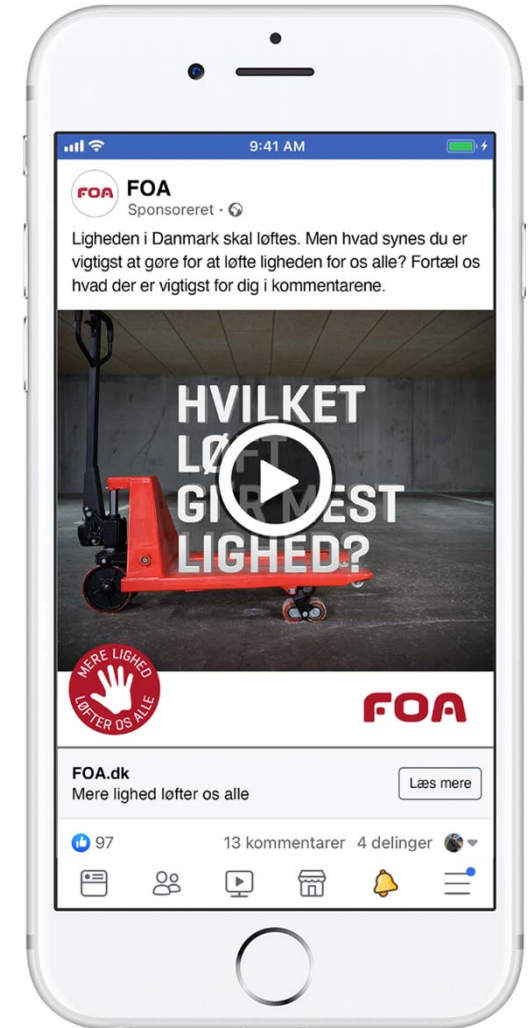 9:41 AM
FOA
FOA
Sponsoreret ·
Ligheden i Danmark skal løftes. Men hvad synes du er
vigtigst at gøre for at løfte ligheden for os alle? Fortæl os
hvad der er vigtigst for dig i kommentarene.
HVILKET
LØFT
GIR MEST
LIGHED?
MERE LIGHED
LØFTER OS ALLE
FOA
FOA.dk
Mere lighed løfter os alle
Læs mere
97
13 kommentarer 4 delinger